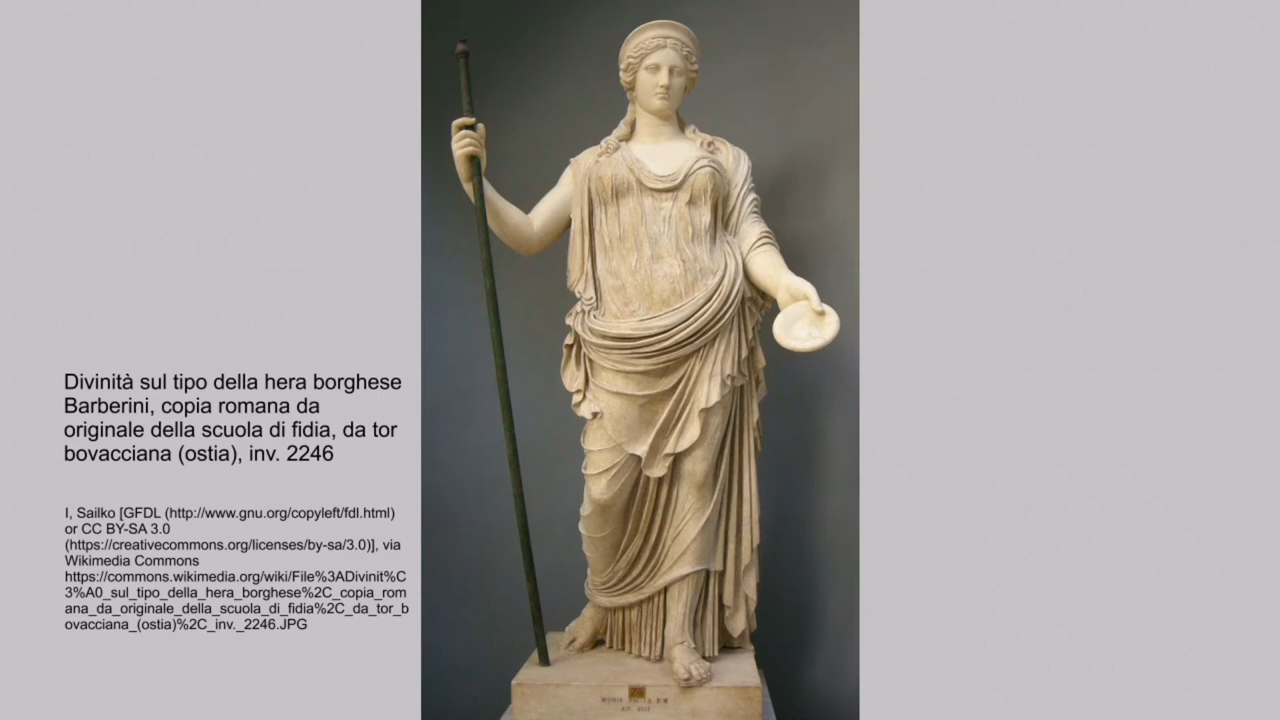 Divinità sul tipo della hera borghese
Barberini, copia romana da
originale della scuola di fidia, da tor
bovacciana (ostia), inv. 2246
I, Sailko [GFDL (http://www.gnu.org/copyleft/fdl.html)
or CC BY-SA 3.0
(https://creativecommons.org/licenses/by-sa/3.0)], via
Wikimedia Commons
https://commons.wikimedia.org/wiki/File%3ADivinit%C
3%A0_sul_tipo_della_hera_borghese%2C_copia_rom
ana_da_originale_della_scuola_di_fidia%2C_da_tor_b
ovacciana_(ostia)%2C_inv._2246.JPG